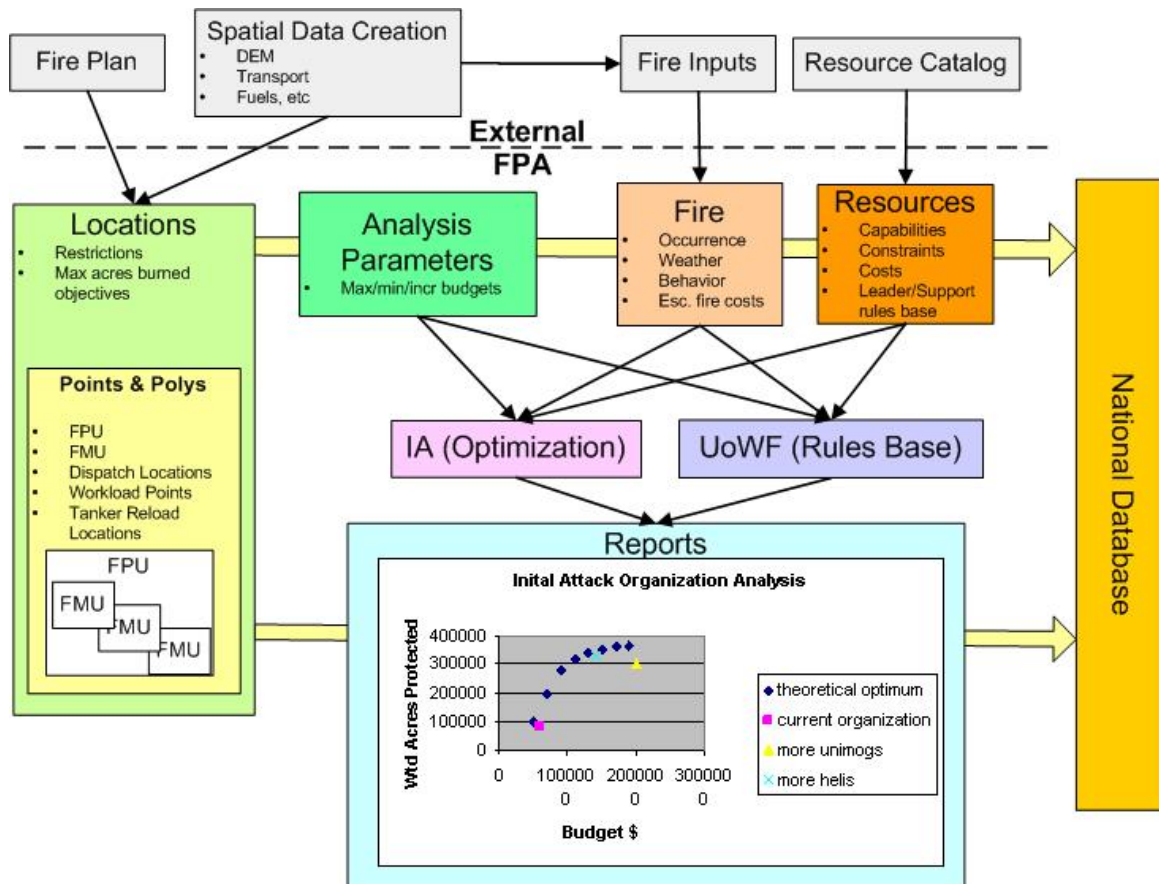 Fire Plan
Spatial Data Creation
• DEM
• Transport
• Fuels, etc
Fire Inputs
Resource Catalog
External
FPA
Locations
• Restrictions
• Max acres burned
objectives
Analysis
Parameters
• Max/min/incr budgets
Fire
• Occurrence
• Weather
• Behavior
• Esc. fire costs
Resources
• Capabilities
• Constraints
• Costs
• Leader/Support
rules base
National Database
Points & Polys
• FPU
• FMU
• Dispatch Locations
• Workload Points
• Tanker Reload
Locations
FPU
FMU
FMU
FMU
IA (Optimization)
UoWF (Rules Base)
Reports
Inital Attack Organization Analysis
Wtd Acres Protected
400000
300000
200000
100000
0
0
100000
0
200000
0
300000
0
Budget $
theoretical optimum
current organization
more unimogs
more helis